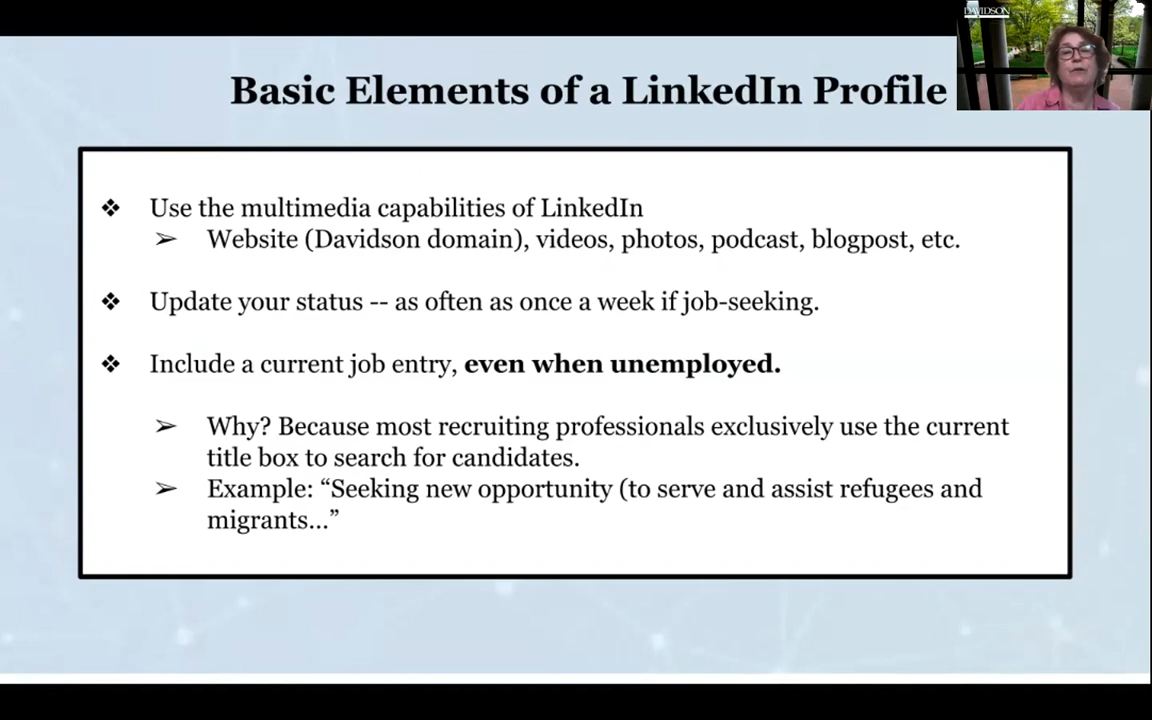 DAVIDSON
Basic Elements of a LinkedIn Profile
❖ Use the multimedia capabilities of LinkedIn
➢ Website (Davidson domain), videos, photos, podcast, blogpost, etc.
❖ Update your status -- as often as once a week if job-seeking.
❖ Include a current job entry, even when unemployed.
➢ Why? Because most recruiting professionals exclusively use the current
title box to search for candidates.
➢ Example: “Seeking new opportunity (to serve and assist refugees and
migrants...”